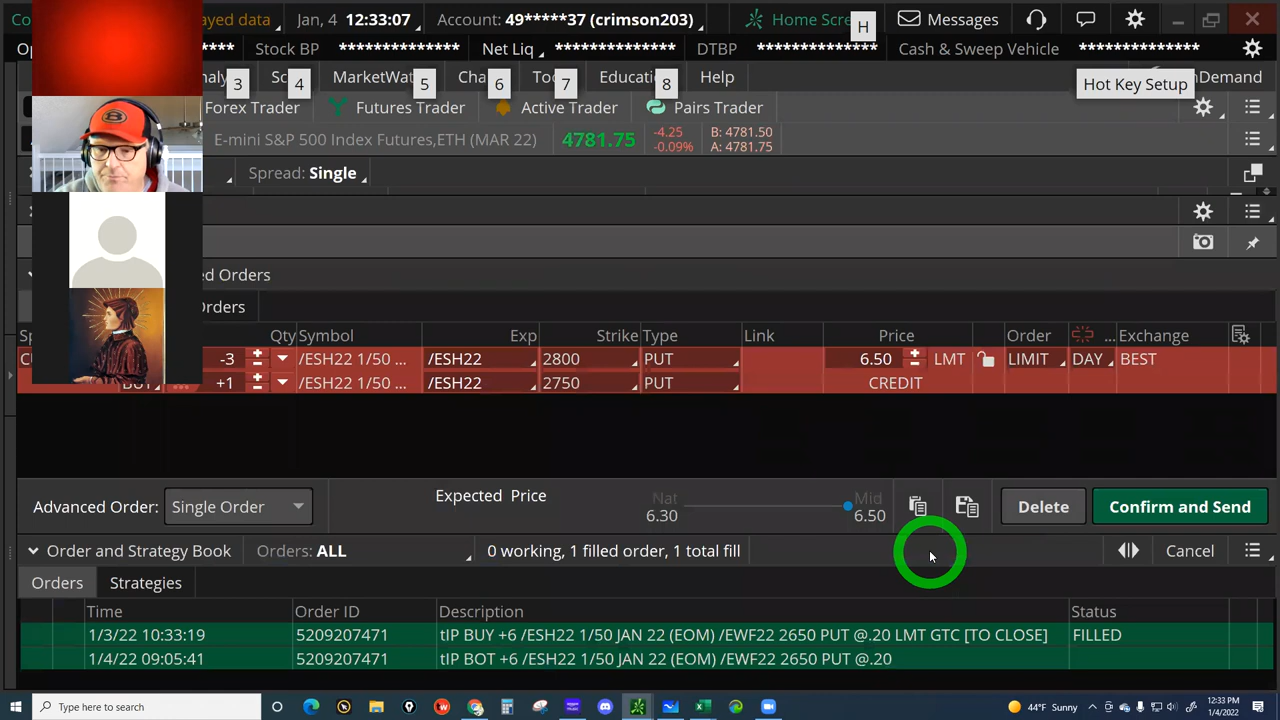 Co
ayed data
Jan, 4 12:33:07
Account: 49*****37 (crimson203)
Home Scre
H
Messages
Op
*****
Stock BP **************
Net Liq **************
DTBP **************
Cash & Sweep Vehicle **************
naly
3
Sc
4
MarketWat
5
Cha
6
Too
7
Educati
8
Help
Hot Key Setup
nDemand
Forex Trader
Futures Trader
Active Trader
Pairs Trader
E-mini S&P 500 Index Futures,ETH (MAR 22)
4781.75
-4.25
-0.09%
B: 4781.50
A: 4781.75
Spread: Single
ed Orders
Orders
Sp
Qty
Symbol
Exp
Strike
Type
Link
Price
Order
...
Exchange
CU
-3
/ESH22 1/50 ...
/ESH22
2800
PUT
6.50
LMT
LIMIT
DAY
BEST
BUY
+1
/ESH22 1/50 ...
/ESH22
2750
PUT
CREDIT
Advanced Order: Single Order
Expected Price
Nat
6.30
Mid
6.50
Delete
Confirm and Send
Order and Strategy Book
Orders: ALL
0 working, 1 filled order, 1 total fill
Cancel
Orders
Strategies
Time
Order ID
Description
Status
1/3/22 10:33:19
5209207471
tIP BUY +6 /ESH22 1/50 JAN 22 (EOM) /EWF22 2650 PUT @.20 LMT GTC [TO CLOSE]
FILLED
1/4/22 09:05:41
5209207471
tIP BOT +6 /ESH22 1/50 JAN 22 (EOM) /EWF22 2650 PUT @.20
Type here to search
44°F Sunny
12:33 PM
1/4/2022